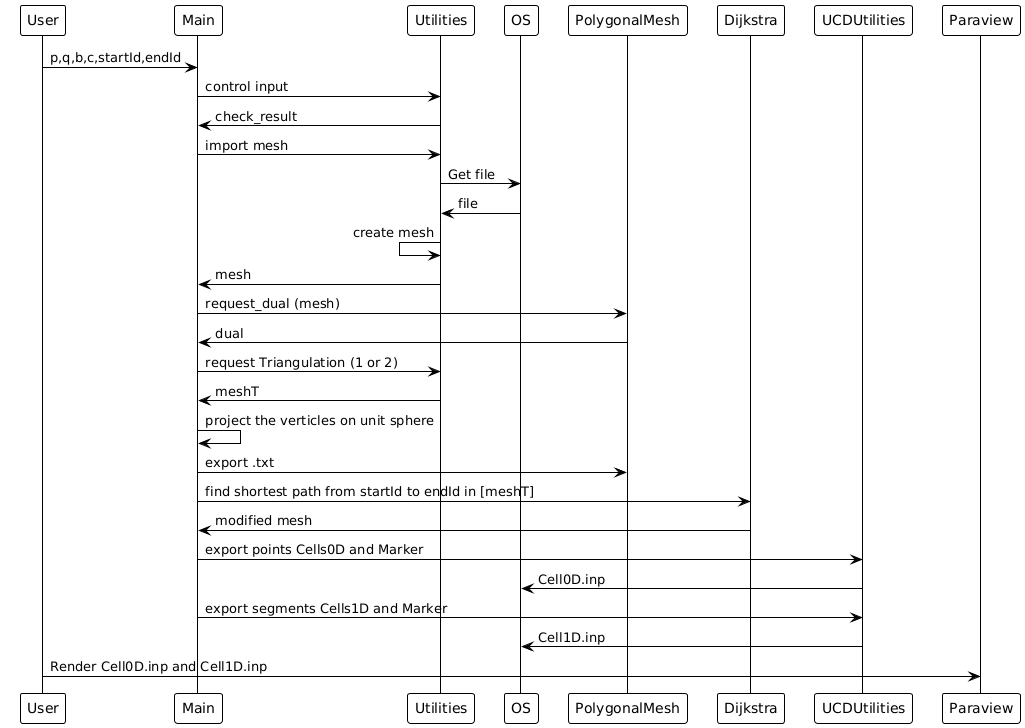 User Main Utilities OS PolygonalMesh Dijkstra UCDUtilities Paraview
p,q,b,c,startId,endId
control input
check_result
import mesh
Get file
file
create mesh
mesh
request_dual (mesh)
dual
request Triangulation (1 or 2)
meshT
project the verticles on unit sphere
export .txt
find shortest path from startId to endId in [meshT]
modified mesh
export points Cells0D and Marker
Cell0D.inp
export segments Cells1D and Marker
Cell1D.inp
Render Cell0D.inp and Cell1D.inp
User Main Utilities OS PolygonalMesh Dijkstra UCDUtilities Paraview